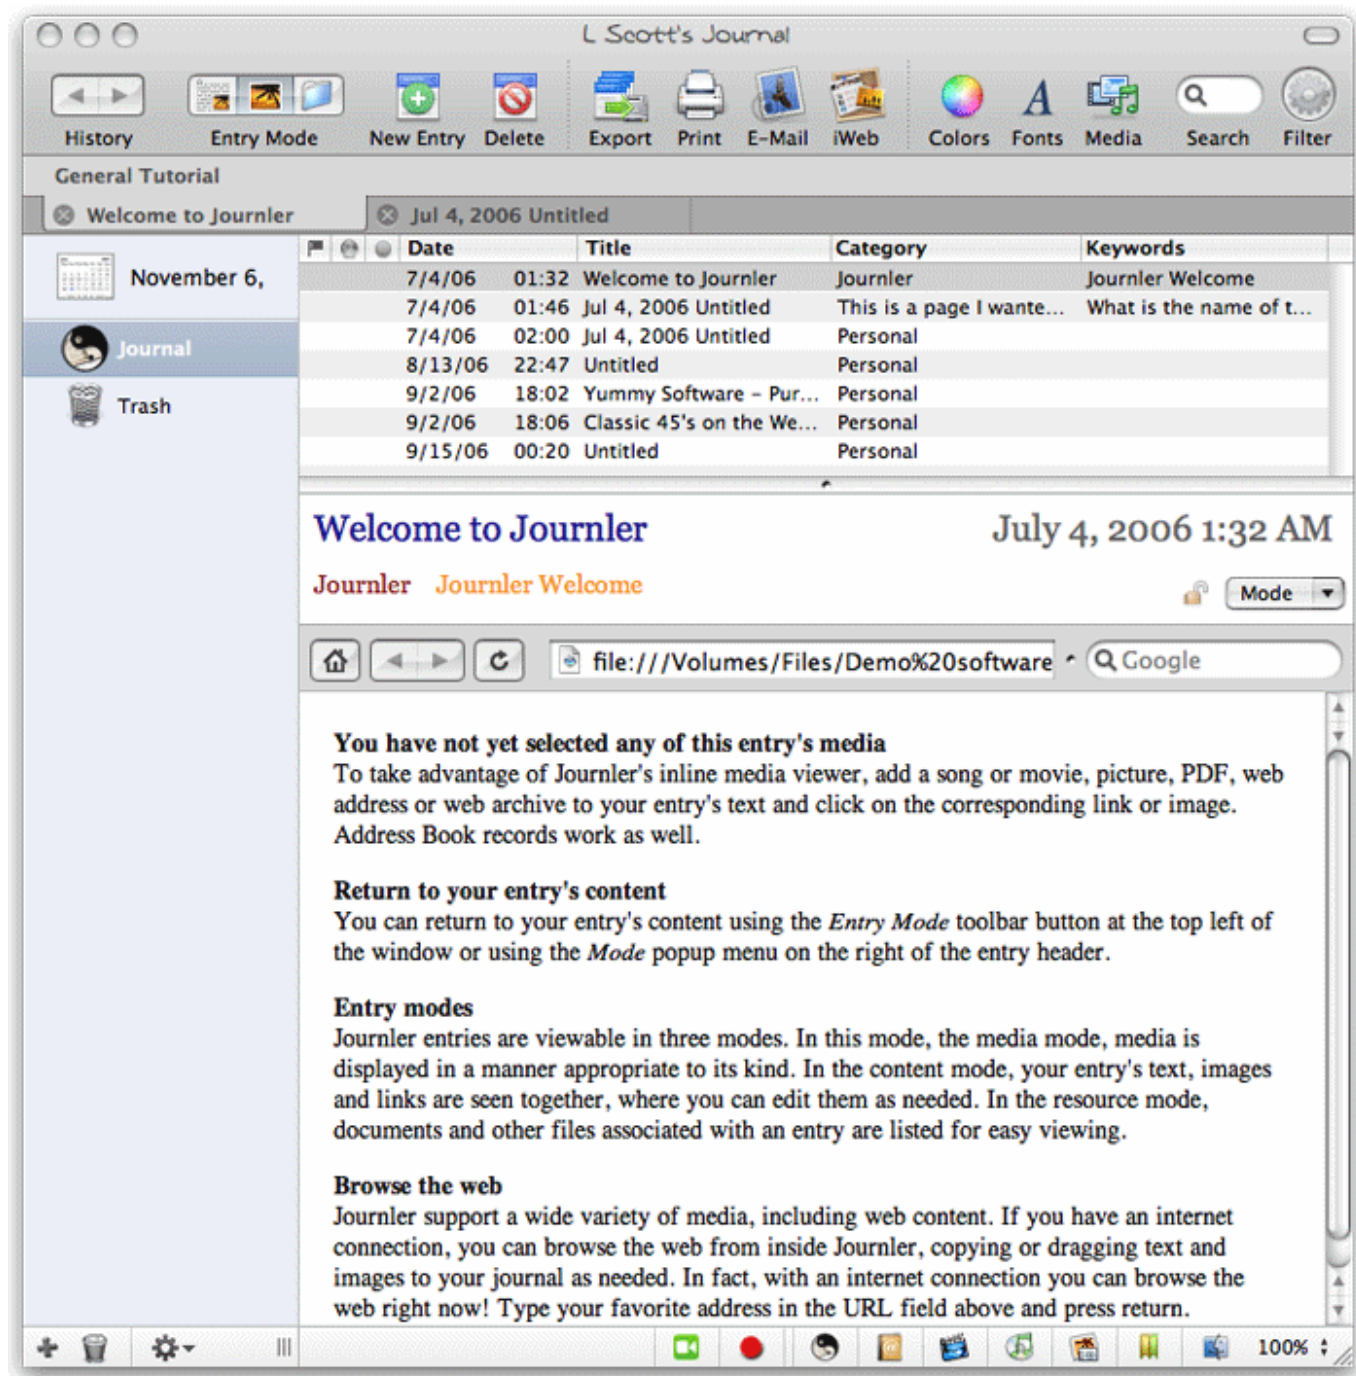 L Scott's Journal
History Entry Mode New Entry Delete Export Print E-Mail iWeb Colors Fonts Media Search Filter
General Tutorial
Welcome to Journler Jul 4, 2006 Untitled
November 6,
Journal
Trash
Date Title Category Keywords
7/4/06 01:32 Welcome to Journler Journler Journler Welcome
7/4/06 01:46 Jul 4, 2006 Untitled This is a page I wante... What is the name of t...
7/4/06 02:00 Jul 4, 2006 Untitled Personal
8/13/06 22:47 Untitled Personal
9/2/06 18:02 Yummy Software – Pur... Personal
9/2/06 18:06 Classic 45's on the We... Personal
9/15/06 00:20 Untitled Personal
Welcome to Journler July 4, 2006 1:32 AM
Journler Journler Welcome Mode
file:///Volumes/Files/Demo%20software Google
You have not yet selected any of this entry's media
To take advantage of Journler's inline media viewer, add a song or movie, picture, PDF, web
address or web archive to your entry's text and click on the corresponding link or image.
Address Book records work as well.
Return to your entry's content
You can return to your entry's content using the Entry Mode toolbar button at the top left of
the window or using the Mode popup menu on the right of the entry header.
Entry modes
Journler entries are viewable in three modes. In this mode, the media mode, media is
displayed in a manner appropriate to its kind. In the content mode, your entry's text, images
and links are seen together, where you can edit them as needed. In the resource mode,
documents and other files associated with an entry are listed for easy viewing.
Browse the web
Journler support a wide variety of media, including web content. If you have an internet
connection, you can browse the web from inside Journler, copying or dragging text and
images to your journal as needed. In fact, with an internet connection you can browse the
web right now! Type your favorite address in the URL field above and press return.
100%